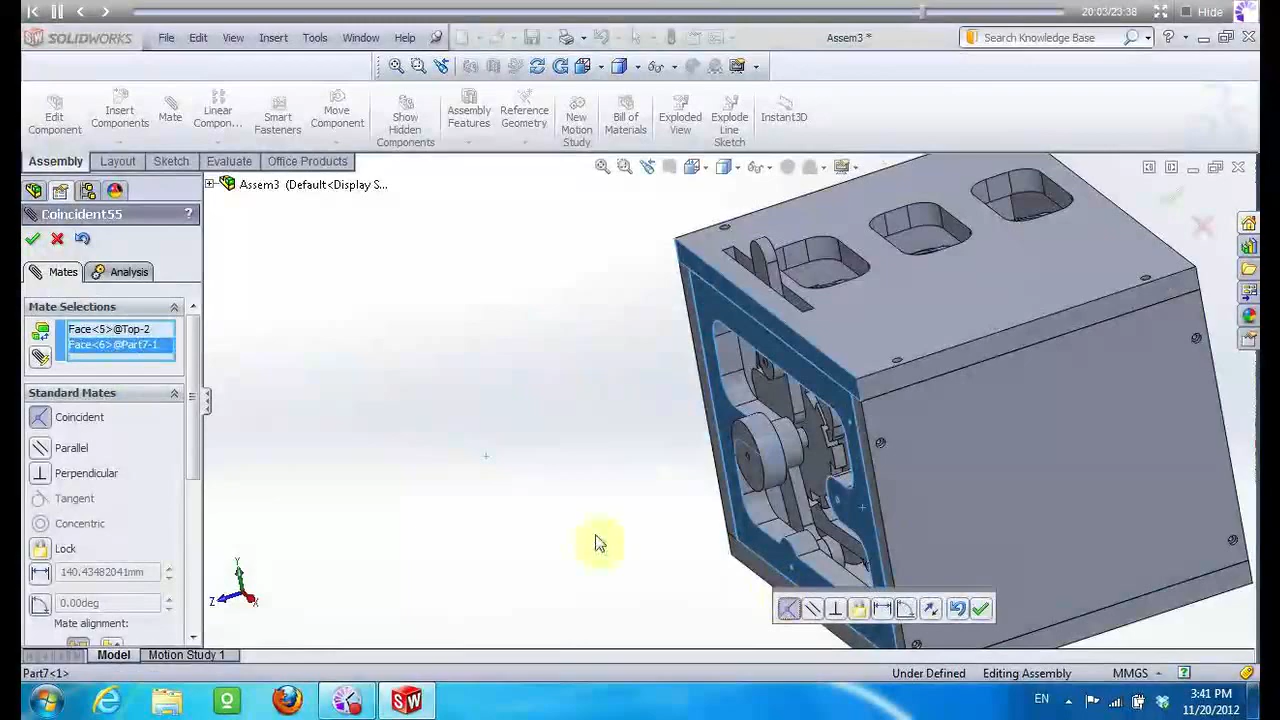 20:03/23:38
Hide
SOLIDWORKS
File Edit View Insert Tools Window Help
Assem3 *
Search Knowledge Base
Edit Component
Insert Components
Mate
Linear Compon...
Smart Fasteners
Move Component
Show Hidden Components
Assembly Features
Reference Geometry
New Motion Study
Bill of Materials
Exploded View
Explode Line Sketch
Instant3D
Assembly Layout Sketch Evaluate Office Products
Assem3 (Default<Display S...
Coincident55 ?
Mates Analysis
Mate Selections
Face<5>@Top-2
Face<6>@Part7-1
Standard Mates
Coincident
Parallel
Perpendicular
Tangent
Concentric
Lock
140.43482041mm
0.00deg
Mate alignment:
Y
Z
X
Model Motion Study 1
Part7<1>
Under Defined Editing Assembly MMGS
EN
3:41 PM
11/20/2012